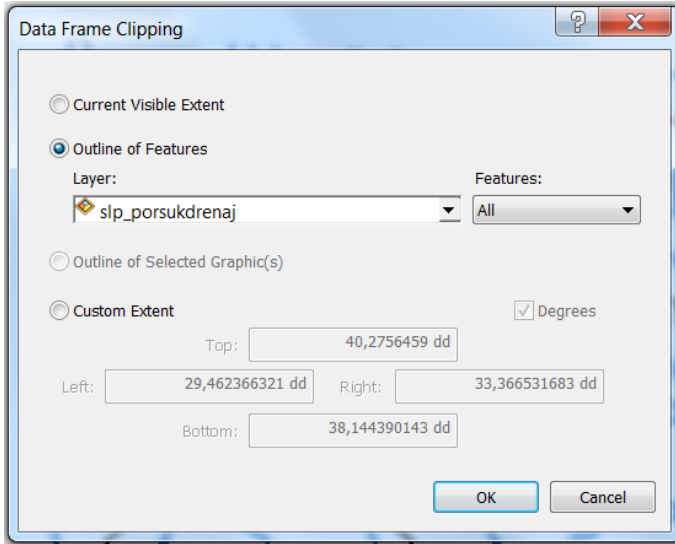 Data Frame Clipping
Current Visible Extent
Outline of Features
Layer: Features:
slp_porsukdrenaj All
Outline of Selected Graphic(s)
Custom Extent Degrees
Top: 40,2756459 dd
Left: 29,462366321 dd Right: 33,366531683 dd
Bottom: 38,144390143 dd
OK Cancel